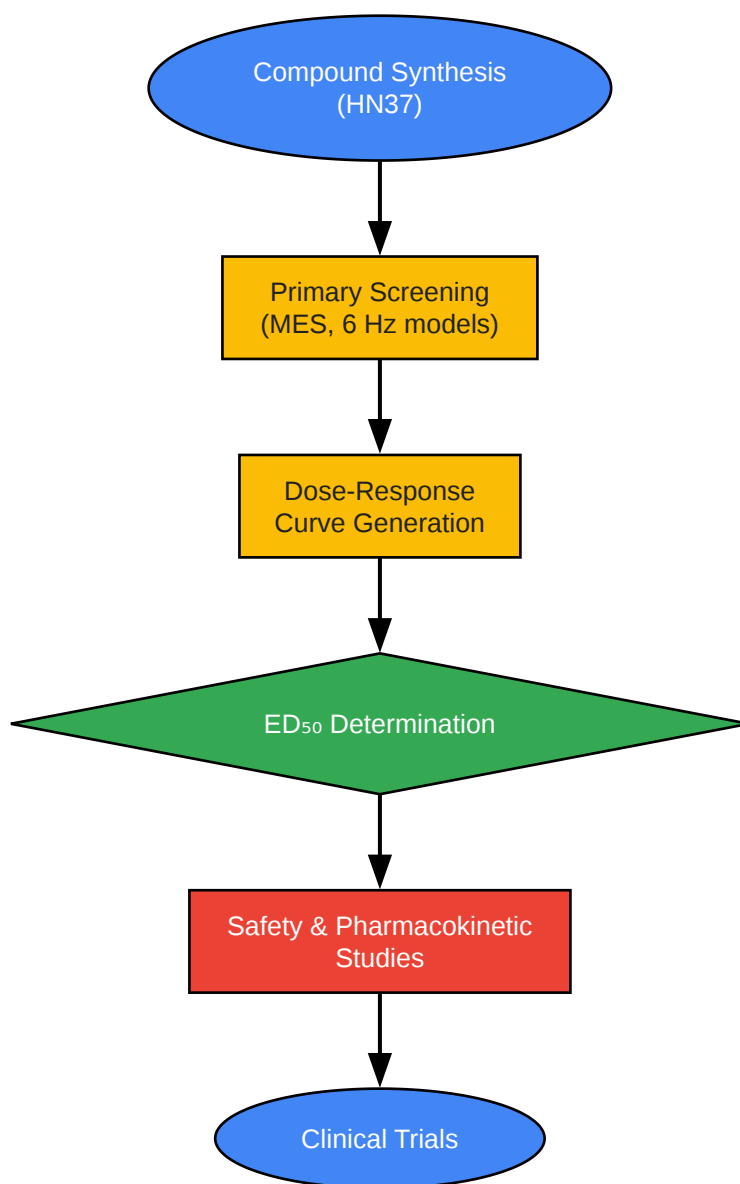 Compound Synthesis
(HN37)
Primary Screening
(MES, 6 Hz models)
Dose-Response
Curve Generation
ED₅₀ Determination
Safety & Pharmacokinetic
Studies
Clinical Trials